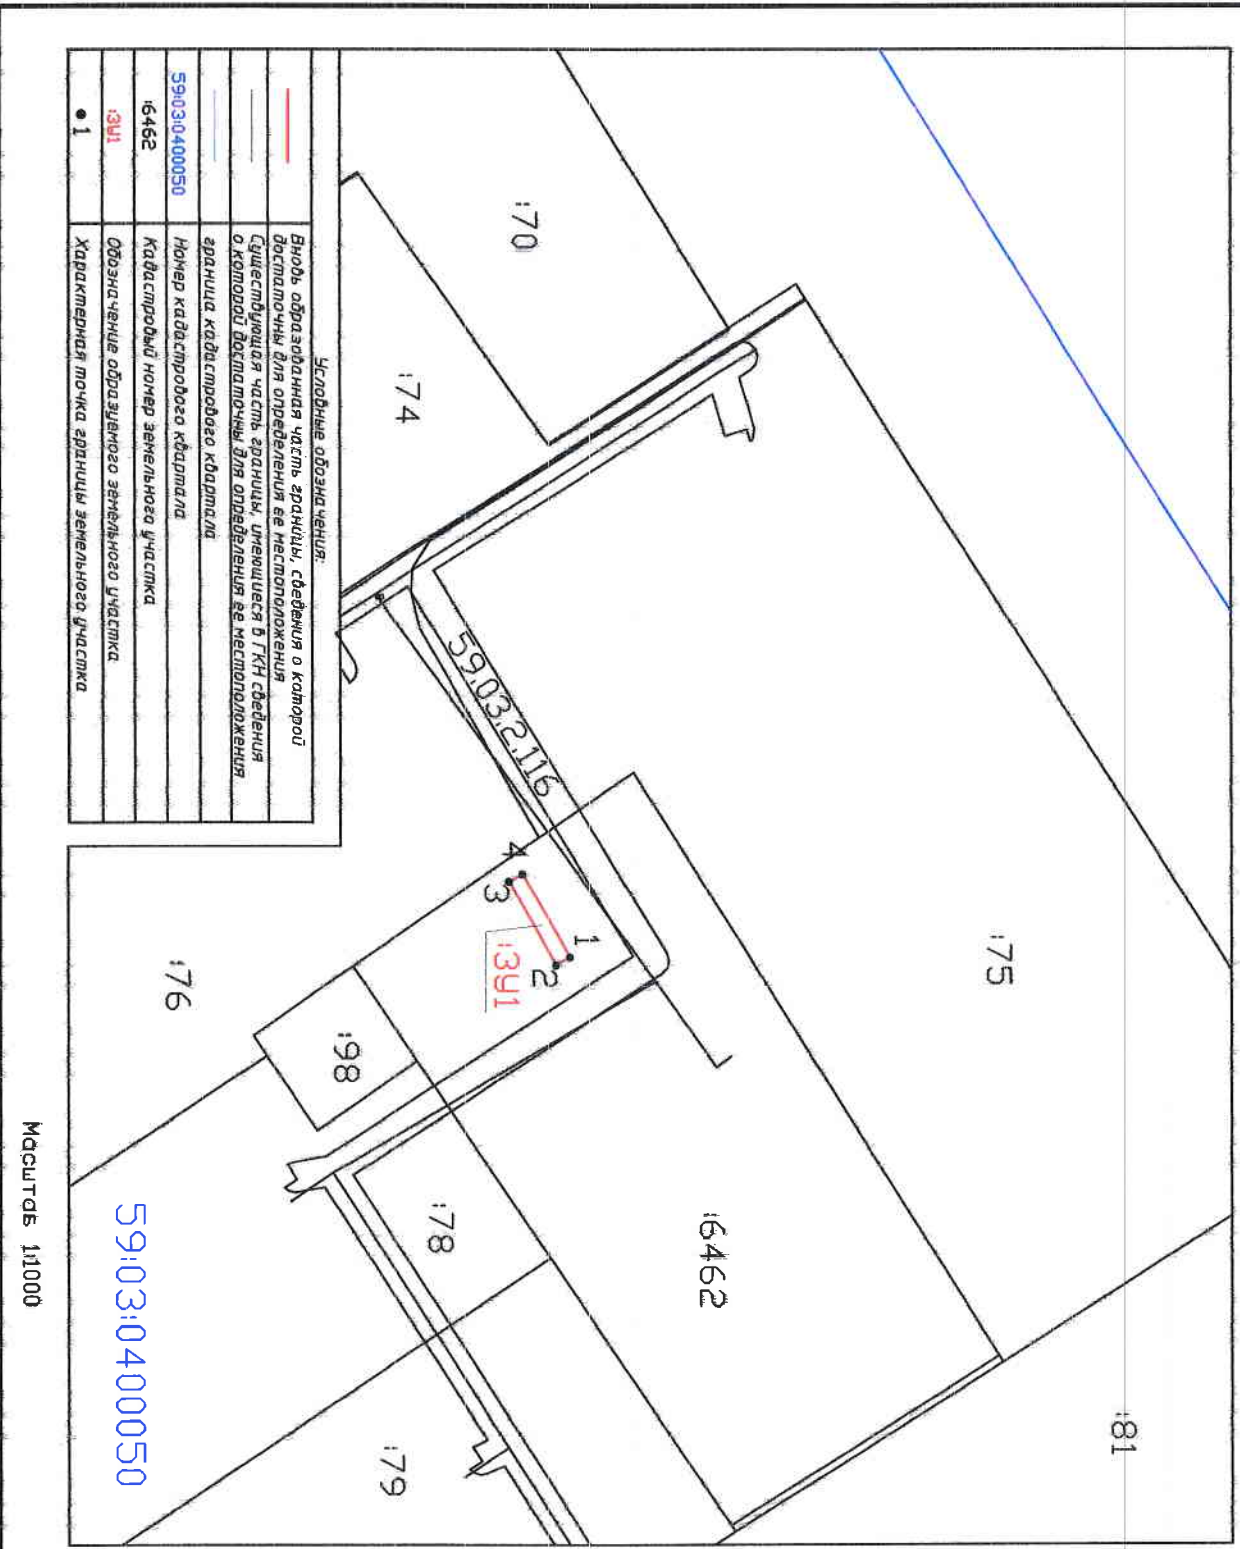 :81
:75
:6462
:70
:74
59.03.2.116
4
1
3
2
:ЗУ1
:98
:78
:79
:76
59:03:0400050
Условные обозначения:
Вновь образованная часть границы, сведения о которой
достаточны для определения ее местоположения
Существующая часть границы, имеющиеся в ГКН сведения
о которой достаточны для определения ее местоположения
граница кадастрового квартала
59:03:0400050 Номер кадастрового квартала
:6462 Кадастровый номер земельного участка
:ЗУ1 Обозначение образуемого земельного участка
1 Характерная точка границы земельного участка
Масштаб 1:1000